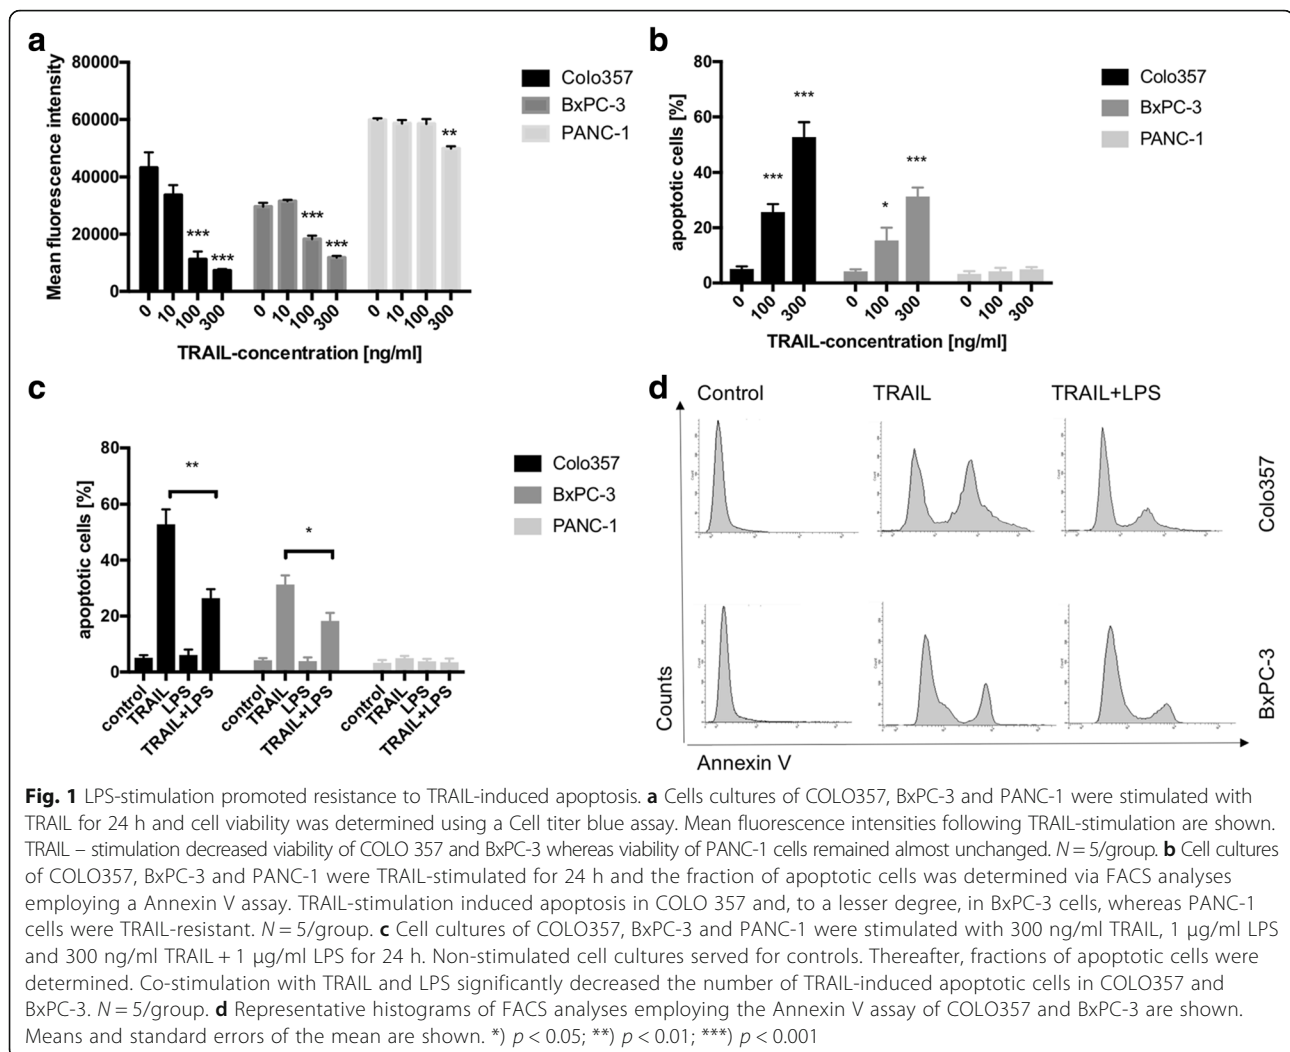 a
80000
60000
40000
20000
0
Mean fluorescence intensity
Colo357
BxPC-3
PANC-1
***
***
***
***
**
0 10 100 300 0 10 100 300 0 10 100 300
TRAIL-concentration [ng/ml]
b
80
60
40
20
0
apoptotic cells [%]
Colo357
BxPC-3
PANC-1
***
***
*
***
0 100 300 0 100 300 0 100 300
TRAIL-concentration [ng/ml]
c
80
60
40
20
0
apoptotic cells [%]
Colo357
BxPC-3
PANC-1
**
*
control TRAIL LPS TRAIL+LPS control TRAIL LPS TRAIL+LPS control TRAIL LPS TRAIL+LPS
d
Control TRAIL TRAIL+LPS
Colo357
BxPC-3
Counts
Annexin V
Fig. 1 LPS-stimulation promoted resistance to TRAIL-induced apoptosis. a Cells cultures of COLO357, BxPC-3 and PANC-1 were stimulated with
TRAIL for 24 h and cell viability was determined using a Cell titer blue assay. Mean fluorescence intensities following TRAIL-stimulation are shown.
TRAIL – stimulation decreased viability of COLO 357 and BxPC-3 whereas viability of PANC-1 cells remained almost unchanged. N = 5/group. b Cell cultures
of COLO357, BxPC-3 and PANC-1 were TRAIL-stimulated for 24 h and the fraction of apoptotic cells was determined via FACS analyses
employing a Annexin V assay. TRAIL-stimulation induced apoptosis in COLO 357 and, to a lesser degree, in BxPC-3 cells, whereas PANC-1
cells were TRAIL-resistant. N = 5/group. c Cell cultures of COLO357, BxPC-3 and PANC-1 were stimulated with 300 ng/ml TRAIL, 1 μg/ml LPS
and 300 ng/ml TRAIL + 1 μg/ml LPS for 24 h. Non-stimulated cell cultures served for controls. Thereafter, fractions of apoptotic cells were
determined. Co-stimulation with TRAIL and LPS significantly decreased the number of TRAIL-induced apoptotic cells in COLO357 and
BxPC-3. N = 5/group. d Representative histograms of FACS analyses employing the Annexin V assay of COLO357 and BxPC-3 are shown.
Means and standard errors of the mean are shown. *) p < 0.05; **) p < 0.01; ***) p < 0.001